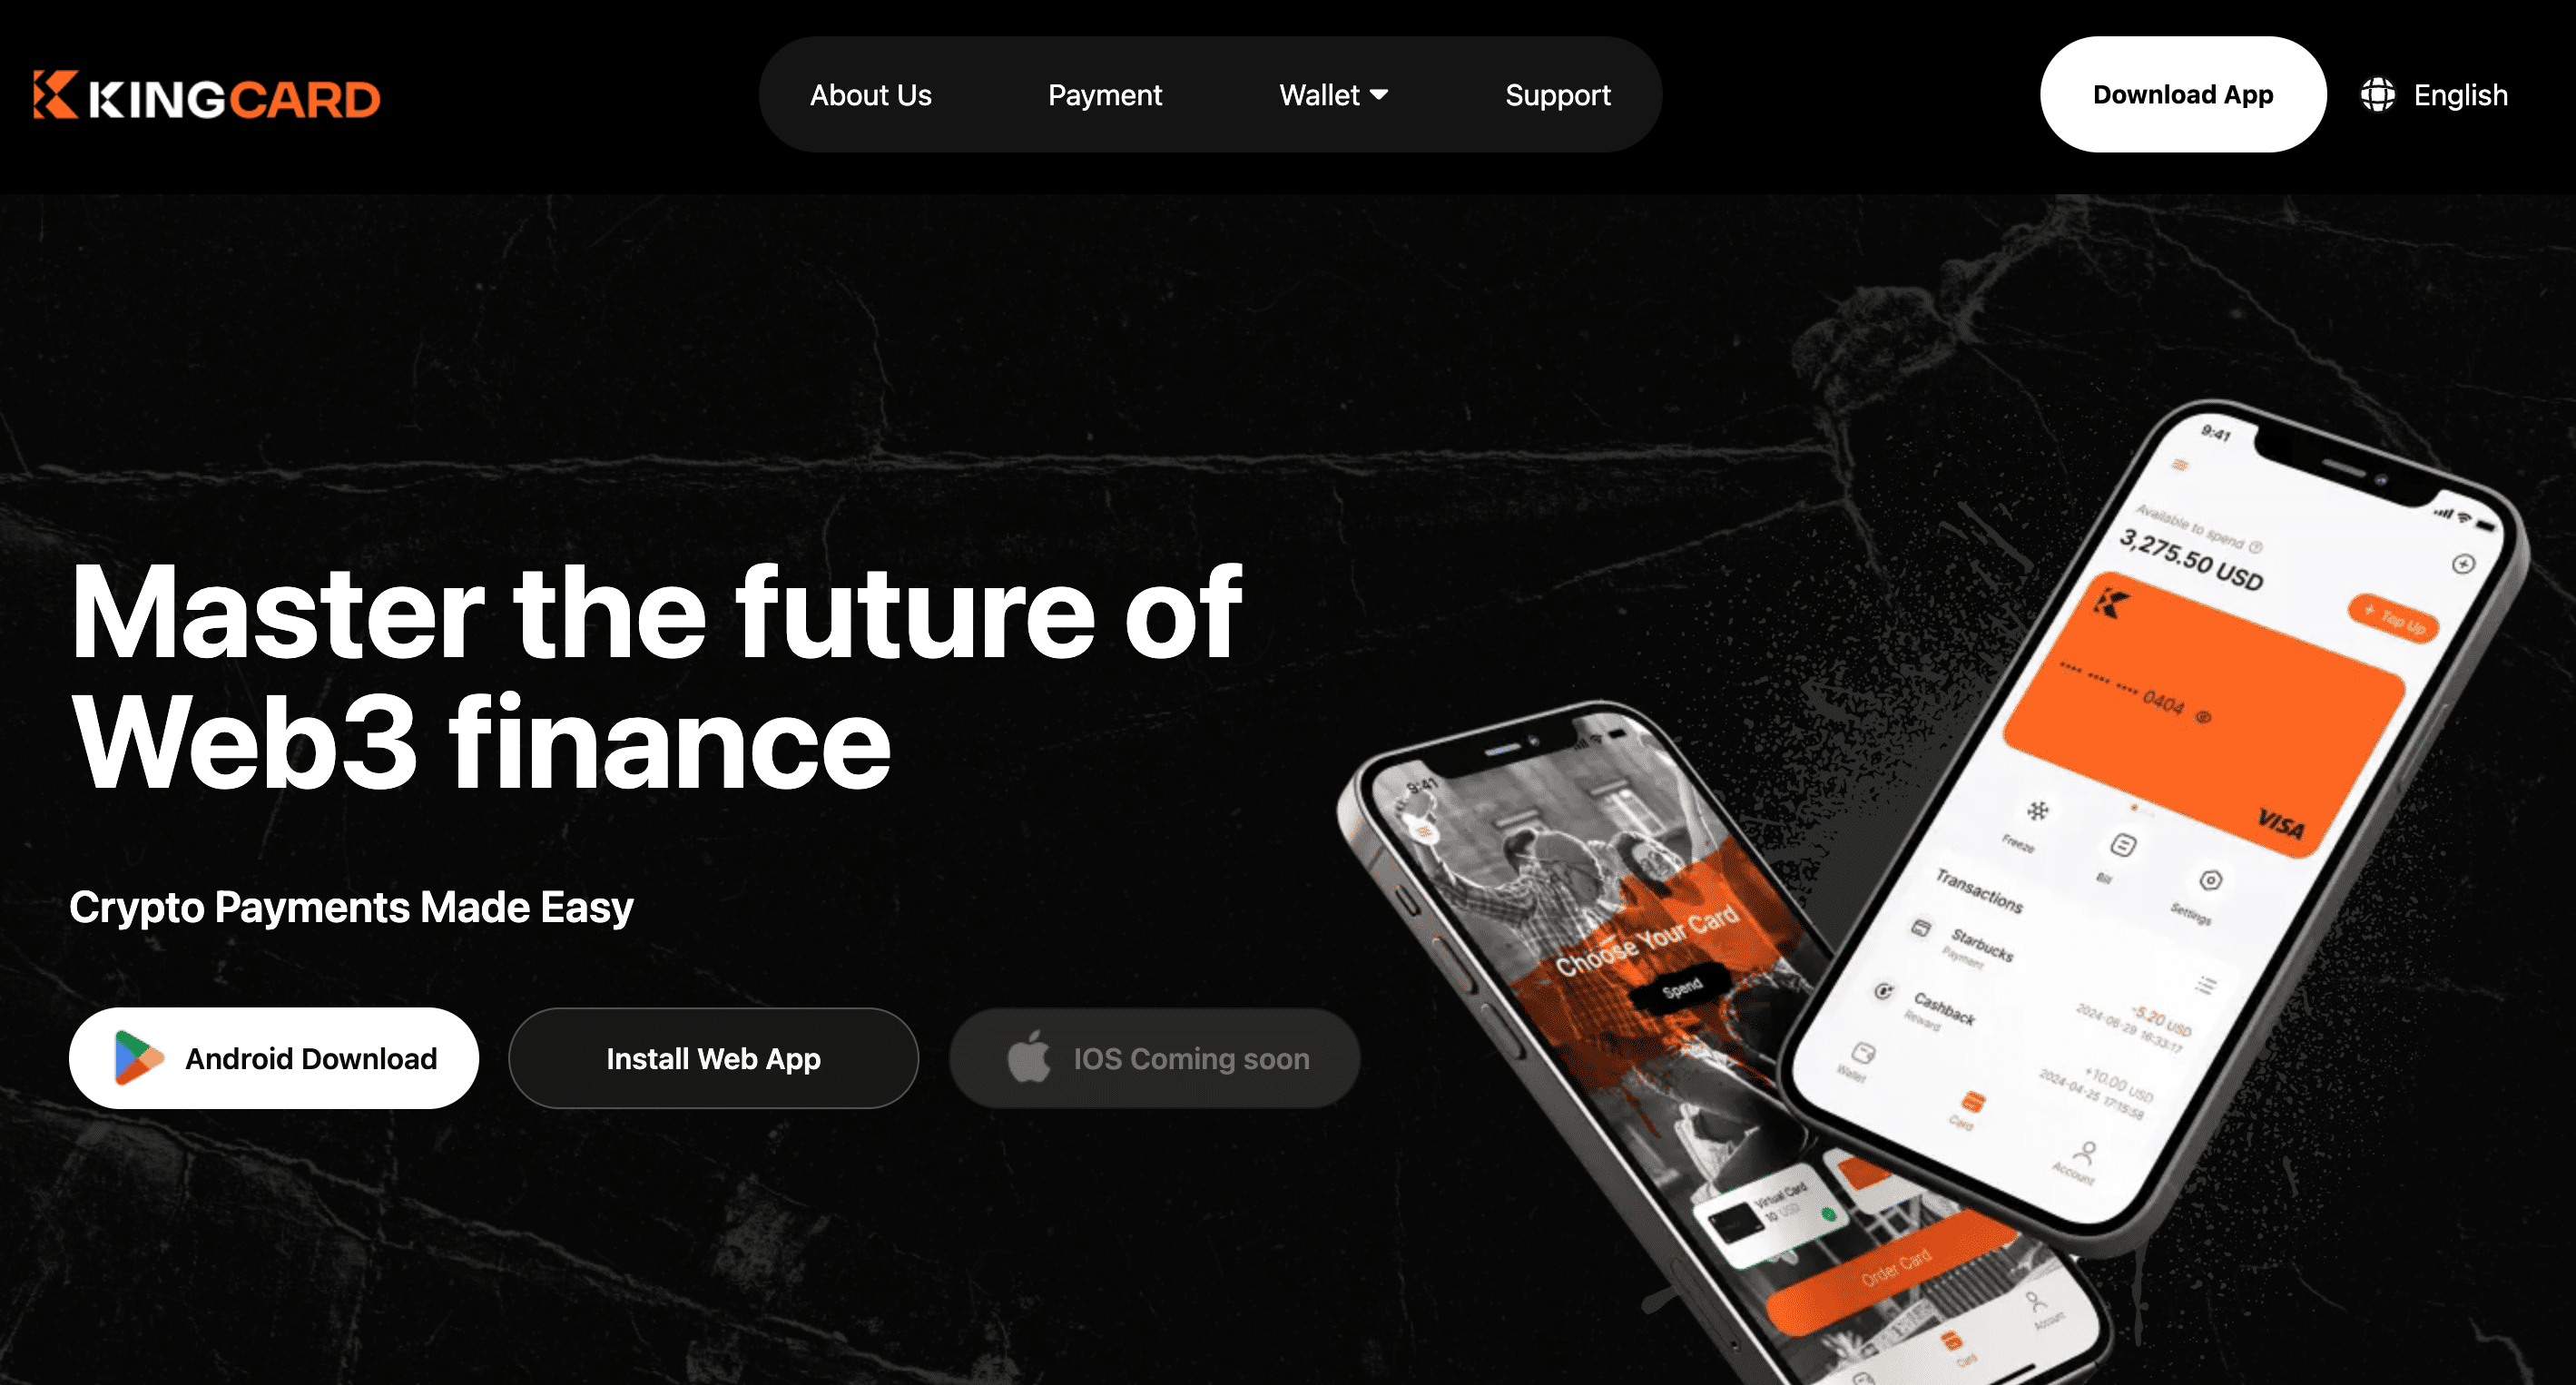 KINGCARD
About Us
Payment
Wallet
Support
Download App
English
Master the future of
Web3 finance
Crypto Payments Made Easy
Android Download
Install Web App
IOS Coming soon
9:41
Choose Your Card
Spend
Virtual Card
10 USD
Order Card
Card
Account
9:41
Available to spend
3,275.50 USD
+ Top Up
•••• •••• •••• 0404
VISA
Freeze
Bill
Settings
Transactions
Starbucks
Payment
-5.20 USD
2024-06-29 16:33:17
Cashback
Reward
+10.00 USD
2024-04-25 17:15:58
Wallet
Card
Account